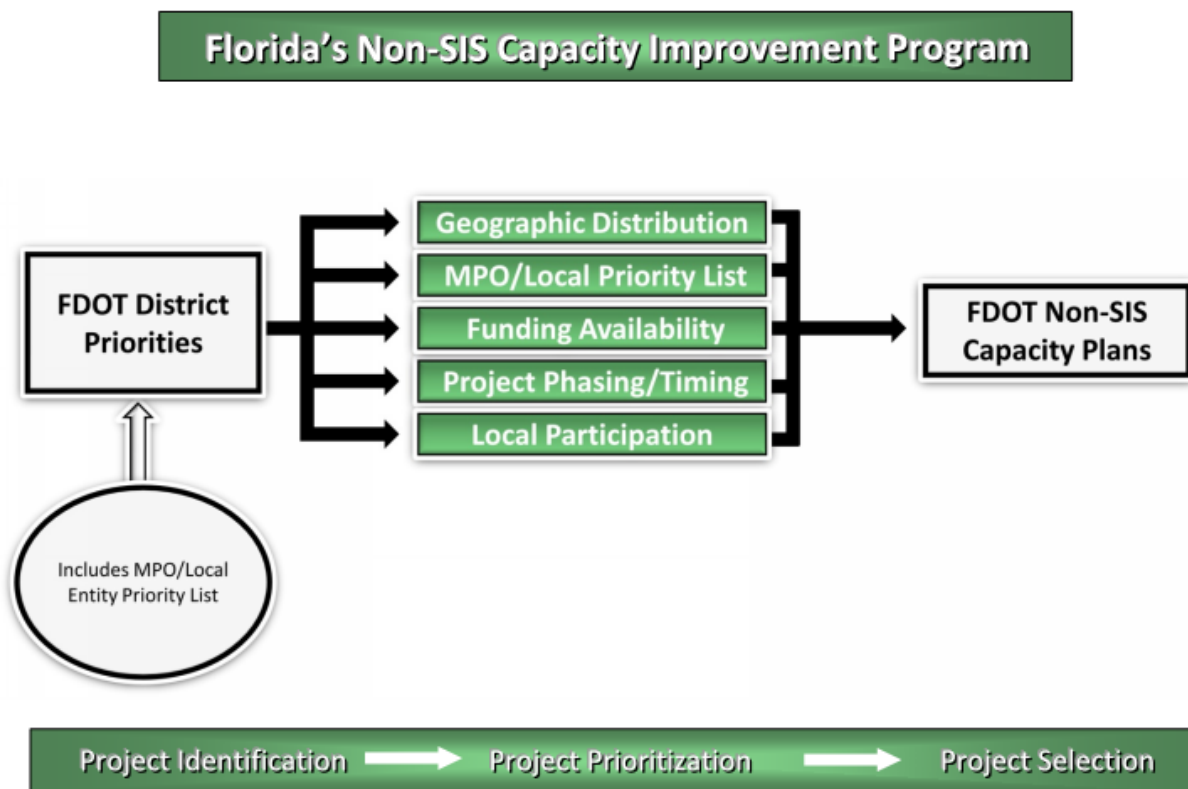 Florida's Non-SIS Capacity Improvement Program
FDOT District
Priorities
Includes MPO/Local
Entity Priority List
Geographic Distribution
MPO/Local Priority List
Funding Availability
Project Phasing/Timing
Local Participation
FDOT Non-SIS
Capacity Plans
Project Identification
Project Prioritization
Project Selection